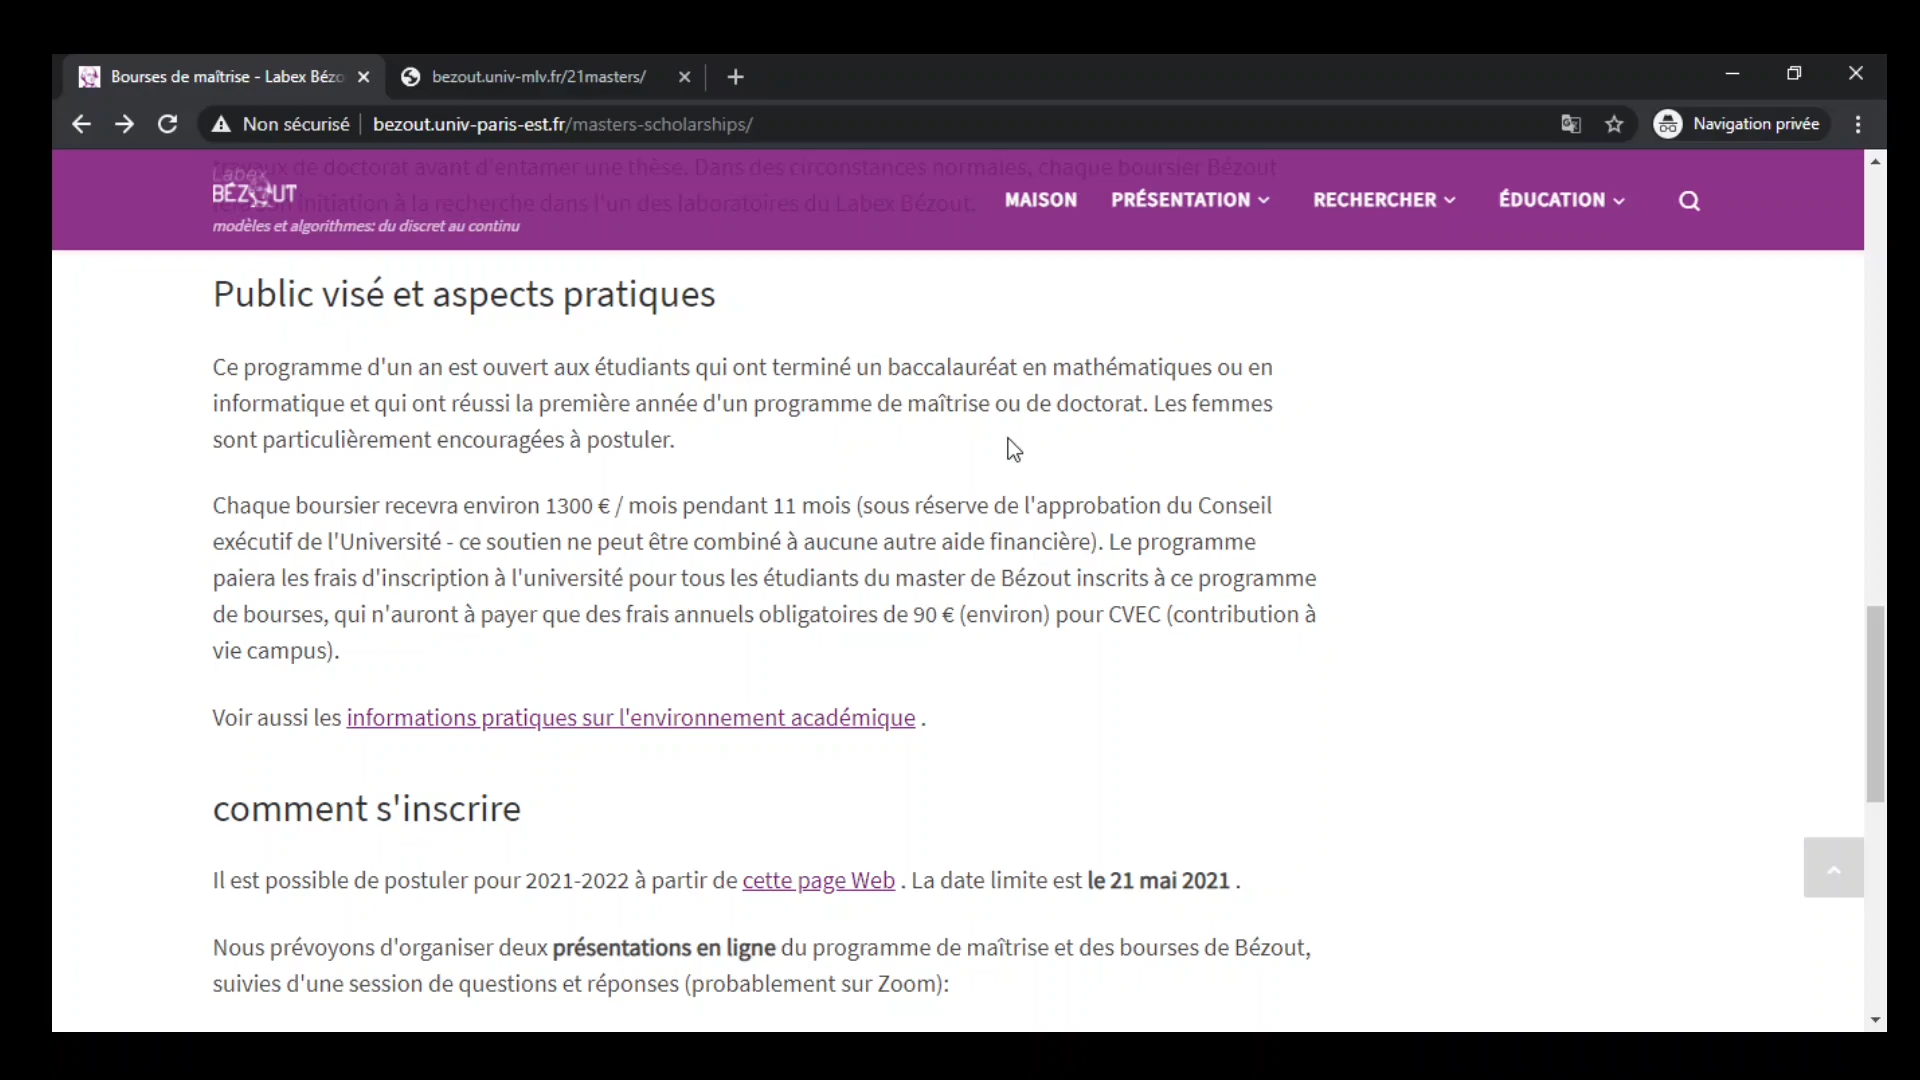 Bourses de maîtrise - Labex Bézo
bezout.univ-mlv.fr/21masters/
Non sécurisé
bezout.univ-paris-est.fr/masters-scholarships/
Navigation privée
travaux de doctorat avant d'entamer une thèse. Dans des circonstances normales, chaque boursier Bézout
initiation à la recherche dans l'un des laboratoires du Labex Bézout.
Labex
BÉZOUT
modèles et algorithmes: du discret au continu
MAISON PRÉSENTATION RECHERCHER ÉDUCATION
Public visé et aspects pratiques
Ce programme d'un an est ouvert aux étudiants qui ont terminé un baccalauréat en mathématiques ou en
informatique et qui ont réussi la première année d'un programme de maîtrise ou de doctorat. Les femmes
sont particulièrement encouragées à postuler.
Chaque boursier recevra environ 1300 € / mois pendant 11 mois (sous réserve de l'approbation du Conseil
exécutif de l'Université - ce soutien ne peut être combiné à aucune autre aide financière). Le programme
paiera les frais d'inscription à l'université pour tous les étudiants du master de Bézout inscrits à ce programme
de bourses, qui n'auront à payer que des frais annuels obligatoires de 90 € (environ) pour CVEC (contribution à
vie campus).
Voir aussi les informations pratiques sur l'environnement académique .
comment s'inscrire
Il est possible de postuler pour 2021-2022 à partir de cette page Web . La date limite est le 21 mai 2021 .
Nous prévoyons d'organiser deux présentations en ligne du programme de maîtrise et des bourses de Bézout,
suivies d'une session de questions et réponses (probablement sur Zoom):